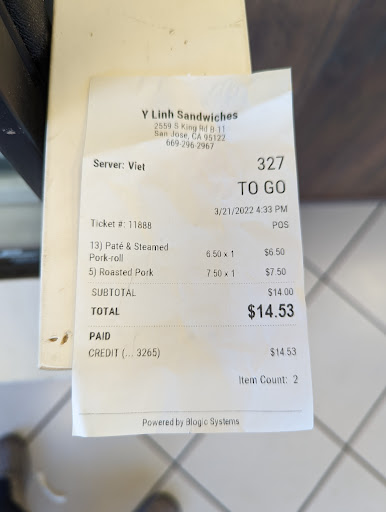 Y Linh Sandwiches
2559 S King Rd B-11
San Jose, CA 95122
669-296-2967
Server: Viet 327
TO GO
3/21/2022 4:33 PM
Ticket #: 11888 POS
13) Paté & Steamed Pork-roll 6.50 x 1 $6.50
5) Roasted Pork 7.50 x 1 $7.50
SUBTOTAL $14.00
TOTAL $14.53
PAID
CREDIT (... 3265) $14.53
Item Count: 2
Powered by Blogic Systems